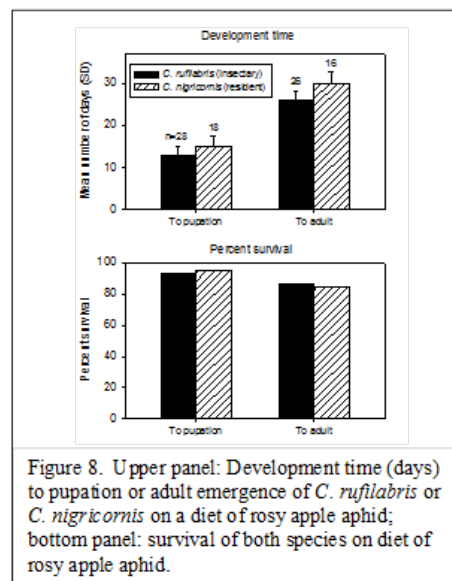 Development time
Mean number of days (SD)
30
20
10
0
C. rufilabris (insectary)
C. nigricornis (resident)
n=28
18
26
16
To pupation
To adult
Percent survival
Percent survival
100
80
60
40
20
0
To pupation
To adult
Figure 8. Upper panel: Development time (days)
to pupation or adult emergence of C. rufilabris or
C. nigricornis on a diet of rosy apple aphid;
bottom panel: survival of both species on diet of
rosy apple aphid.